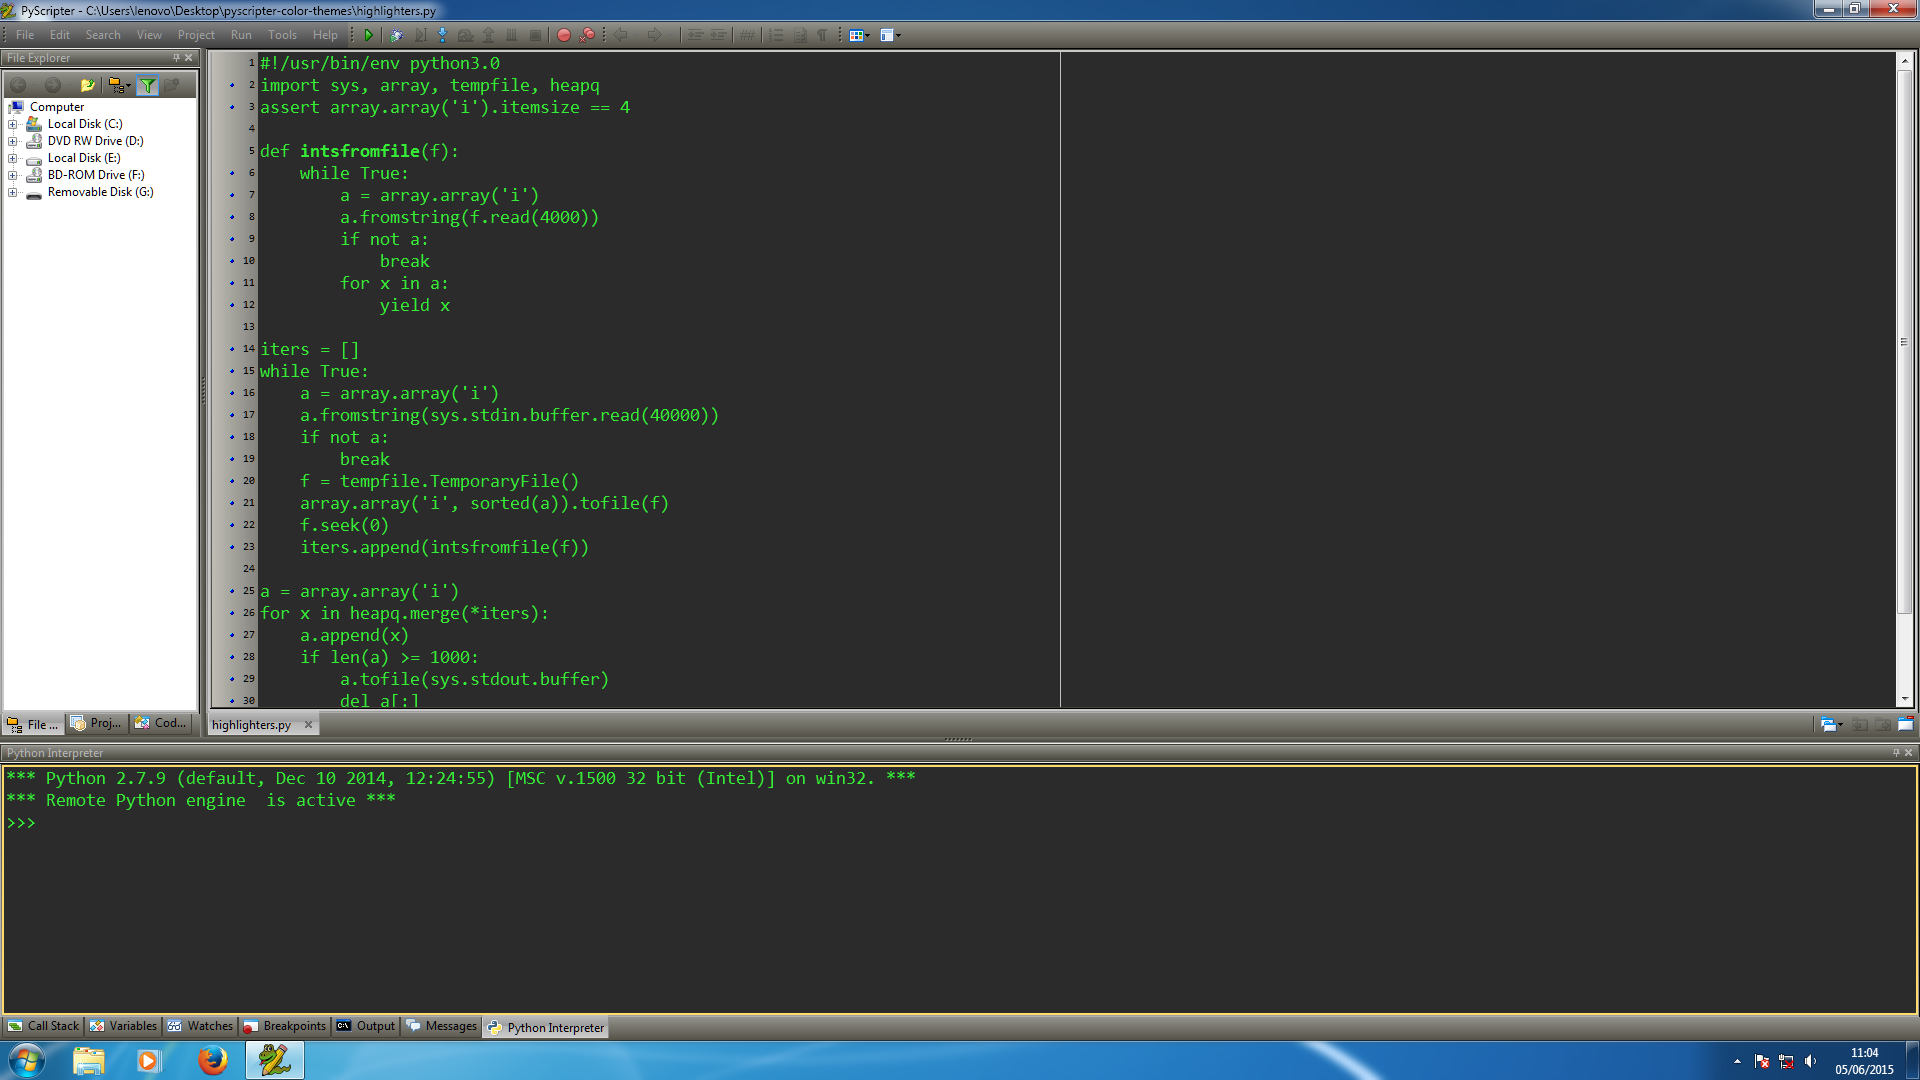 PyScripter - C:\Users\lenovo\Desktop\pyscripter-color-themes\highlighters.py
File Edit Search View Project Run Tools Help
File Explorer
Computer
Local Disk (C:)
DVD RW Drive (D:)
Local Disk (E:)
BD-ROM Drive (F:)
Removable Disk (G:)
File ... Proj... Cod...
1 #!/usr/bin/env python3.0
2 import sys, array, tempfile, heapq
3 assert array.array('i').itemsize == 4
4
5 def intsfromfile(f):
6     while True:
7         a = array.array('i')
8         a.fromstring(f.read(4000))
9         if not a:
10             break
11         for x in a:
12             yield x
13
14 iters = []
15 while True:
16     a = array.array('i')
17     a.fromstring(sys.stdin.buffer.read(40000))
18     if not a:
19         break
20     f = tempfile.TemporaryFile()
21     array.array('i', sorted(a)).tofile(f)
22     f.seek(0)
23     iters.append(intsfromfile(f))
24
25 a = array.array('i')
26 for x in heapq.merge(*iters):
27     a.append(x)
28     if len(a) >= 1000:
29         a.tofile(sys.stdout.buffer)
30         del a[:]
highlighters.py
Python Interpreter
*** Python 2.7.9 (default, Dec 10 2014, 12:24:55) [MSC v.1500 32 bit (Intel)] on win32. ***
*** Remote Python engine  is active ***
>>>
Call Stack Variables Watches Breakpoints Output Messages Python Interpreter
11:04
05/06/2015